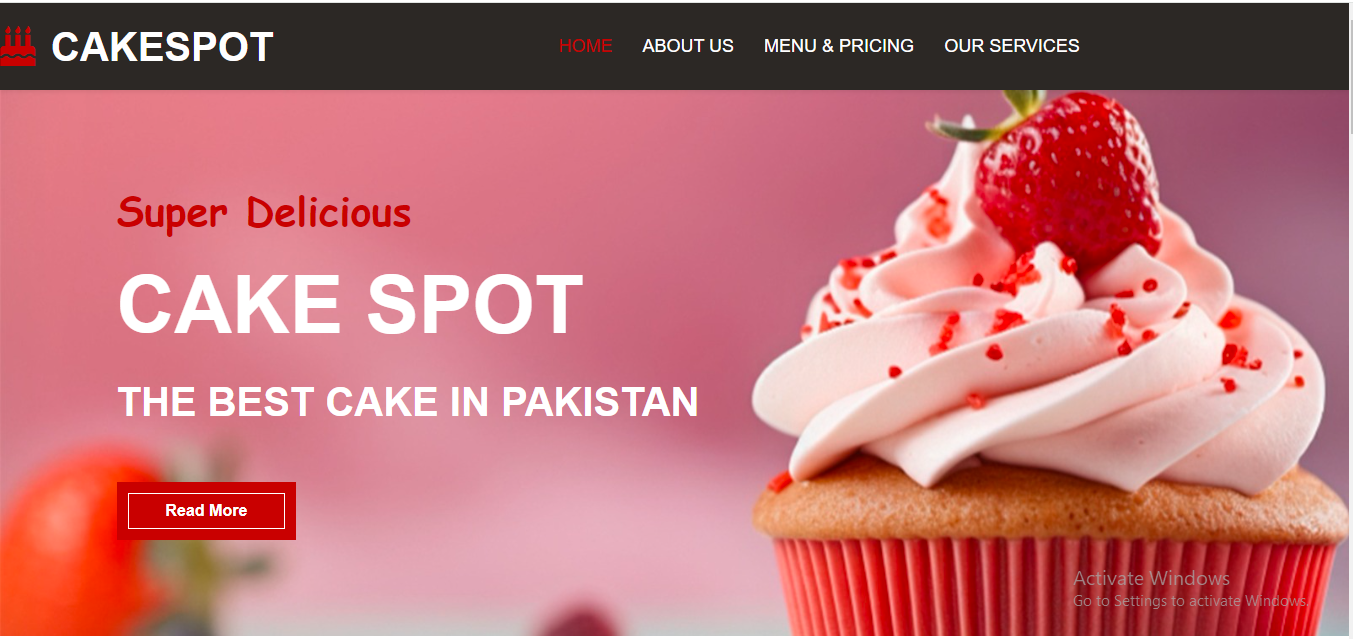 CAKESPOT
HOME ABOUT US MENU & PRICING OUR SERVICES
Super Delicious
CAKE SPOT
THE BEST CAKE IN PAKISTAN
Read More
Activate Windows
Go to Settings to activate Windows.